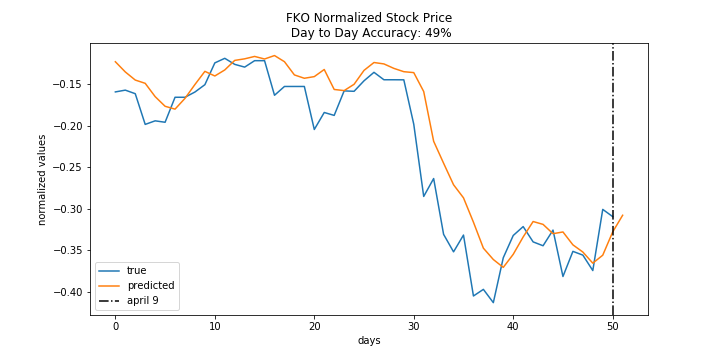 FKO Normalized Stock Price
Day to Day Accuracy: 49%
normalized values
−0.15
−0.20
−0.25
−0.30
−0.35
−0.40
true
predicted
april 9
0
10
20
30
40
50
days